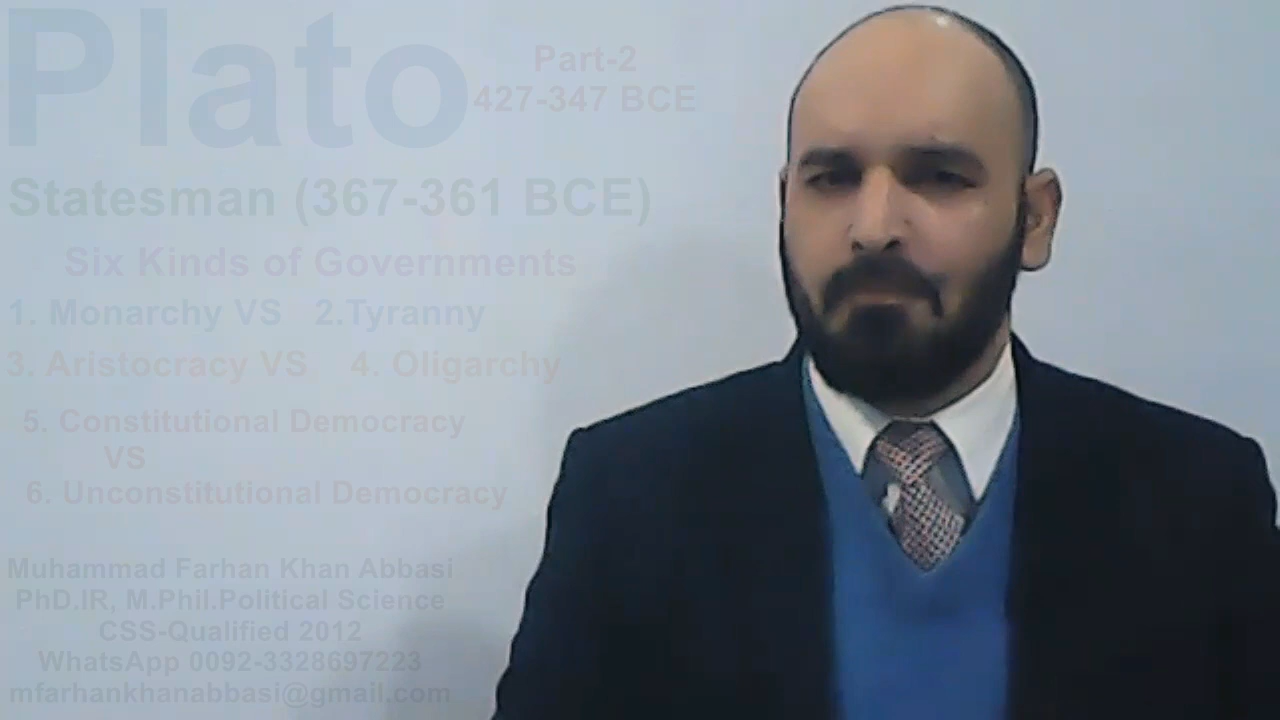 Plato
Part-2
427-347 BCE
Statesman (367-361 BCE)
Six Kinds of Governments
1. Monarchy VS 2.Tyranny
3. Aristocracy VS 4. Oligarchy
5. Constitutional Democracy
VS
6. Unconstitutional Democracy
Muhammad Farhan Khan Abbasi
PhD.IR, M.Phil.Political Science
CSS-Qualified 2012
WhatsApp 0092-3328697223
mfarhankhanabbasi@gmail.com